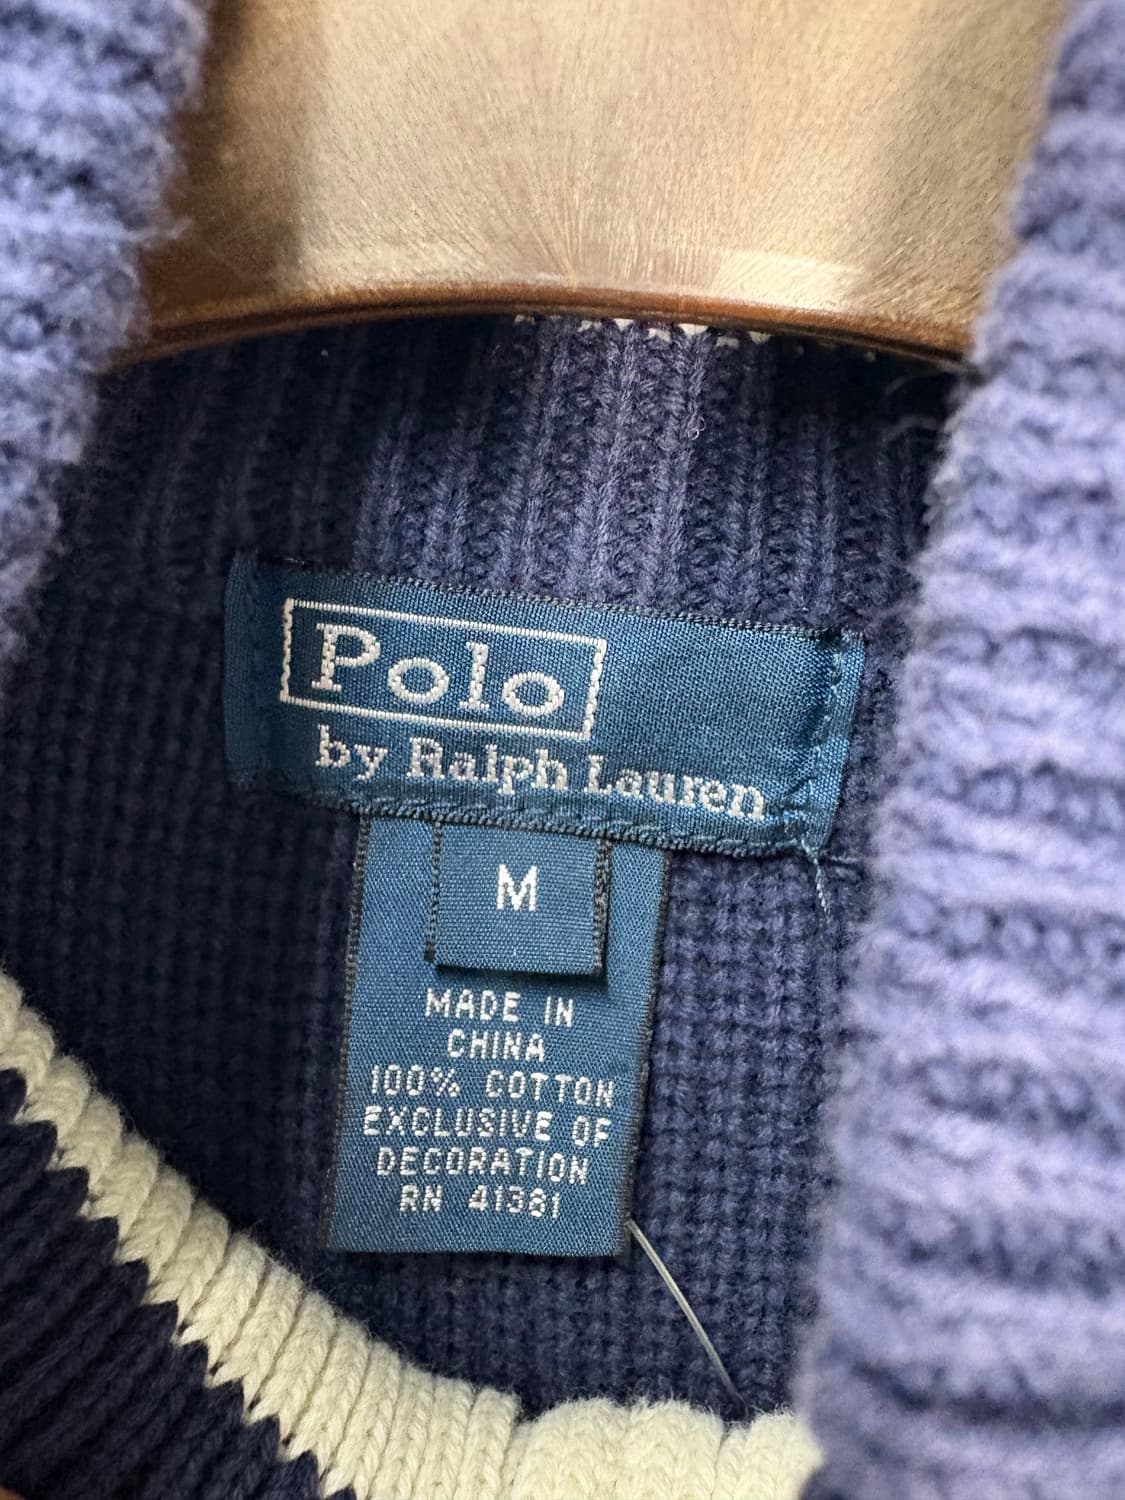 Polo
by Ralph Lauren
M
MADE IN
CHINA
100% COTTON
EXCLUSIVE OF
DECORATION
RN 41381